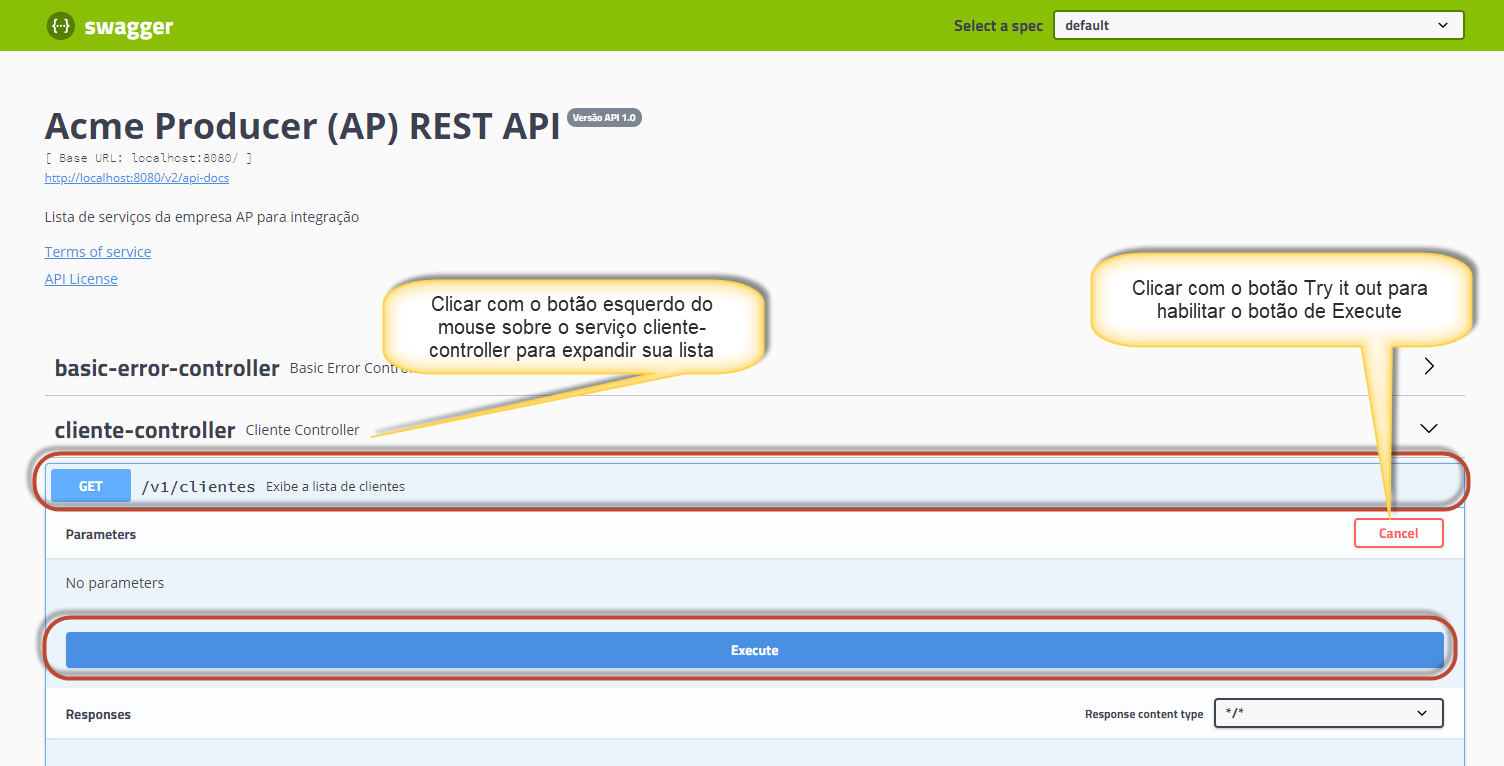 {···} swagger
Select a spec
default
Acme Producer (AP) REST API
Versão API 1.0
[ Base URL: localhost:8080/ ]
http://localhost:8080/v2/api-docs
Lista de serviços da empresa AP para integração
Terms of service
API License
Clicar com o botão esquerdo do
mouse sobre o serviço cliente-
controller para expandir sua lista
Clicar com o botão Try it out para
habilitar o botão de Execute
basic-error-controller
Basic Error
cliente-controller
Cliente Controller
GET
/v1/clientes
Exibe a lista de clientes
Parameters
Cancel
No parameters
Execute
Responses
Response content type
*/*